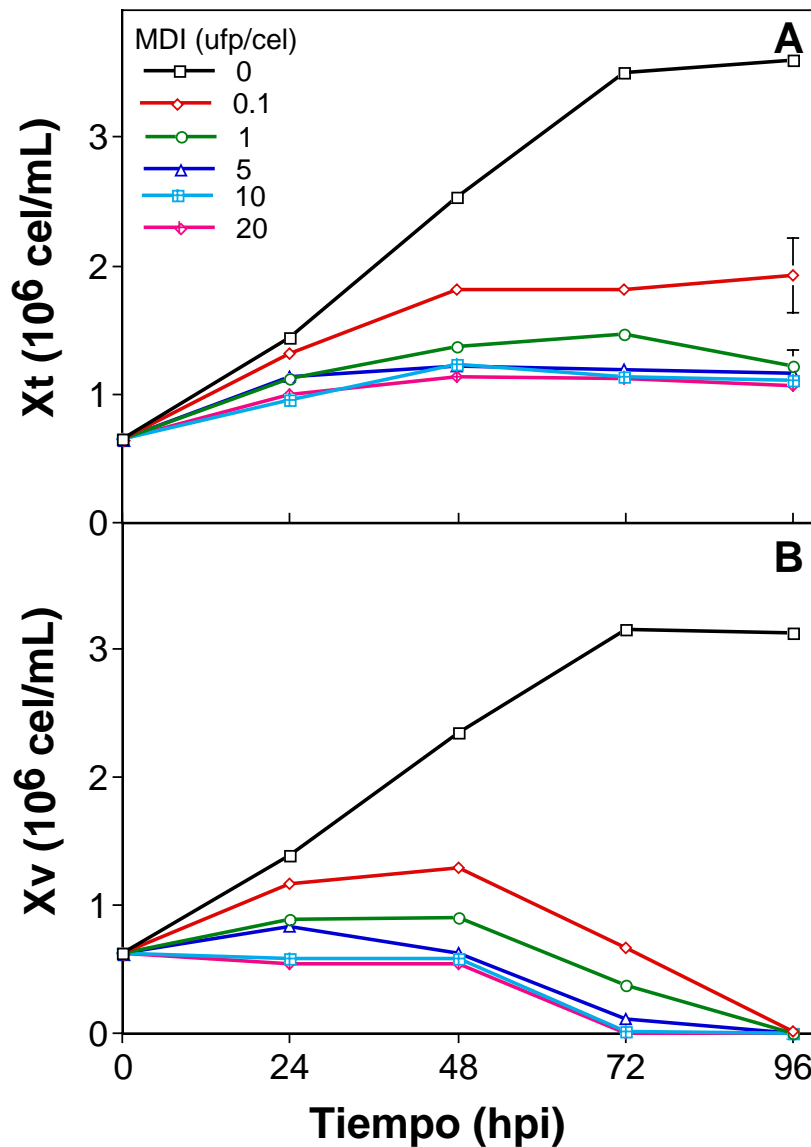 A
MDI (ufp/cel)
0
0.1
1
5
10
20
Xt (10⁶ cel/mL)
3
2
1
0
B
Xv (10⁶ cel/mL)
3
2
1
0
0 24 48 72 96
Tiempo (hpi)